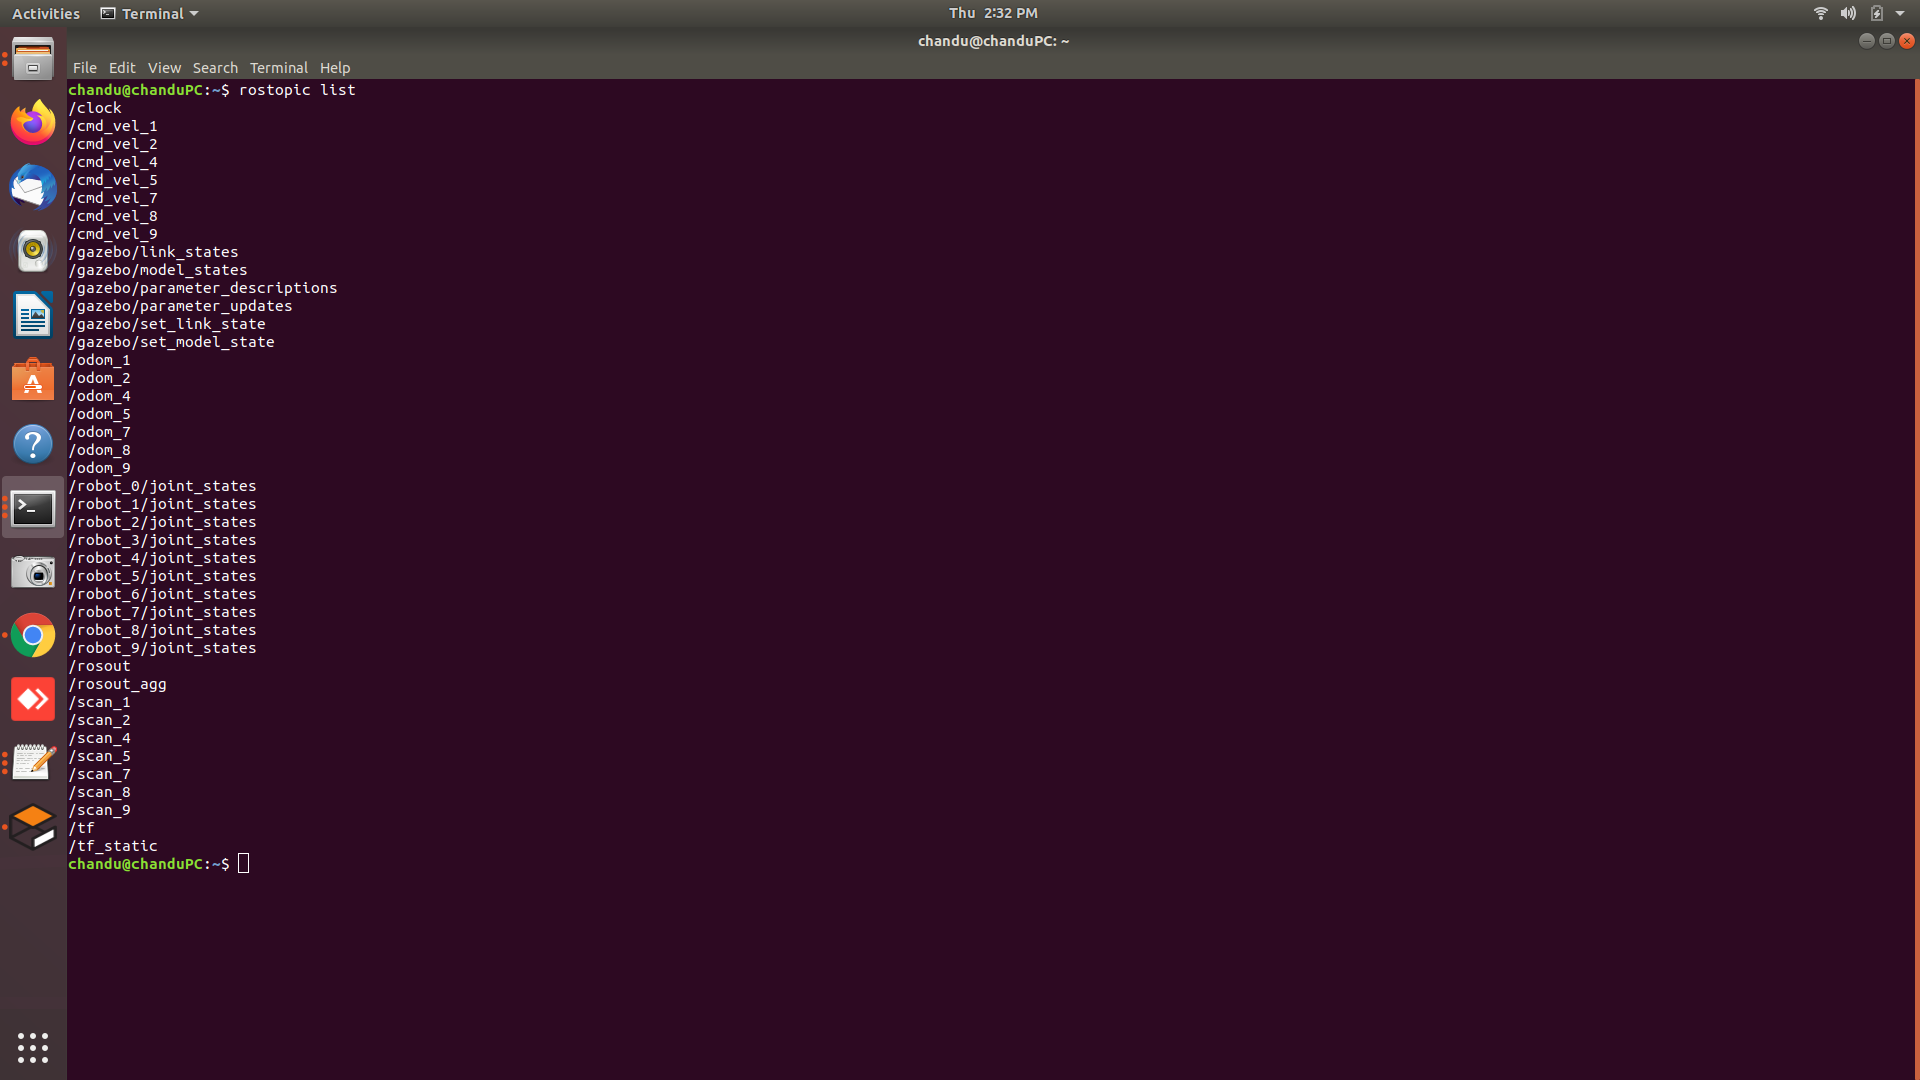 Activities Terminal Thu 2:32 PM
chandu@chanduPC: ~
File Edit View Search Terminal Help
chandu@chanduPC:~$ rostopic list
/clock
/cmd_vel_1
/cmd_vel_2
/cmd_vel_4
/cmd_vel_5
/cmd_vel_7
/cmd_vel_8
/cmd_vel_9
/gazebo/link_states
/gazebo/model_states
/gazebo/parameter_descriptions
/gazebo/parameter_updates
/gazebo/set_link_state
/gazebo/set_model_state
/odom_1
/odom_2
/odom_4
/odom_5
/odom_7
/odom_8
/odom_9
/robot_0/joint_states
/robot_1/joint_states
/robot_2/joint_states
/robot_3/joint_states
/robot_4/joint_states
/robot_5/joint_states
/robot_6/joint_states
/robot_7/joint_states
/robot_8/joint_states
/robot_9/joint_states
/rosout
/rosout_agg
/scan_1
/scan_2
/scan_4
/scan_5
/scan_7
/scan_8
/scan_9
/tf
/tf_static
chandu@chanduPC:~$